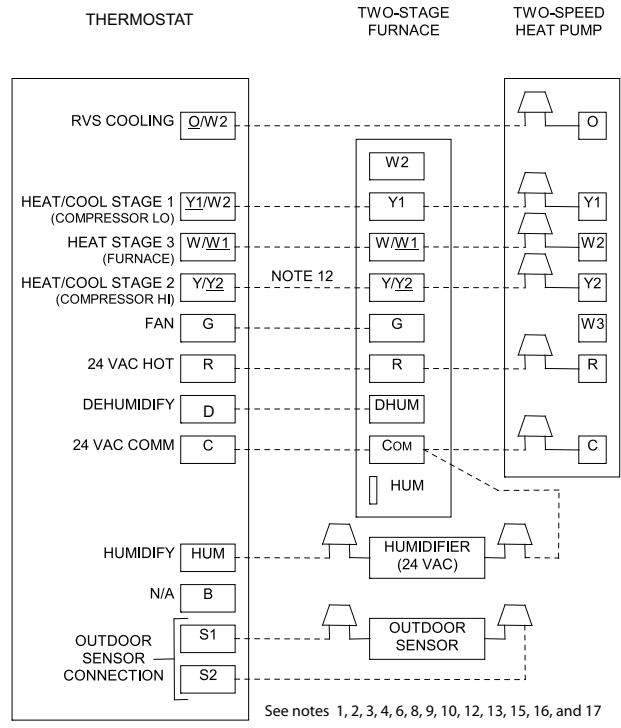 THERMOSTAT
TWO-STAGE
FURNACE
TWO-SPEED
HEAT PUMP
RVS COOLING O/W2 O
W2
HEAT/COOL STAGE 1 Y1/W2 Y1 Y1
(COMPRESSOR LO)
HEAT STAGE 3 W/W1 W/W1 W2
(FURNACE)
HEAT/COOL STAGE 2 Y/Y2 NOTE 12 Y/Y2 Y2
(COMPRESSOR HI)
FAN G G W3
24 VAC HOT R R R
DEHUMIDIFY D DHUM
24 VAC COMM C COM C
HUM
HUMIDIFY HUM HUMIDIFIER
(24 VAC)
N/A B
S1 OUTDOOR
SENSOR
OUTDOOR
SENSOR
CONNECTION
S2
See notes 1, 2, 3, 4, 6, 8, 9, 10, 12, 13, 15, 16, and 17